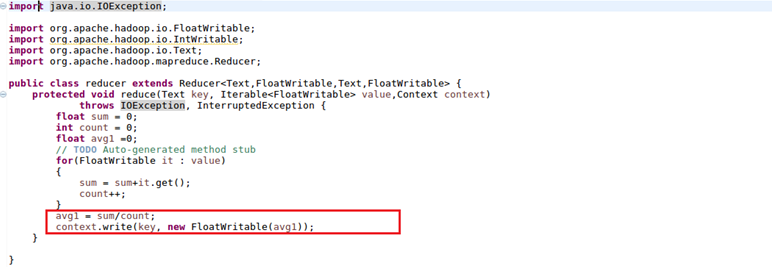 import java.io.IOException;
import org.apache.hadoop.io.FloatWritable;
import org.apache.hadoop.io.IntWritable;
import org.apache.hadoop.io.Text;
import org.apache.hadoop.mapreduce.Reducer;
public class reducer extends Reducer<Text,FloatWritable,Text,FloatWritable> {
protected void reduce(Text key, Iterable<FloatWritable> value,Context context)
throws IOException, InterruptedException {
float sum = 0;
int count = 0;
float avg1 =0;
// TODO Auto-generated method stub
for(FloatWritable it : value)
{
sum = sum+it.get();
count++;
}
avg1 = sum/count;
context.write(key, new FloatWritable(avg1));
}
}